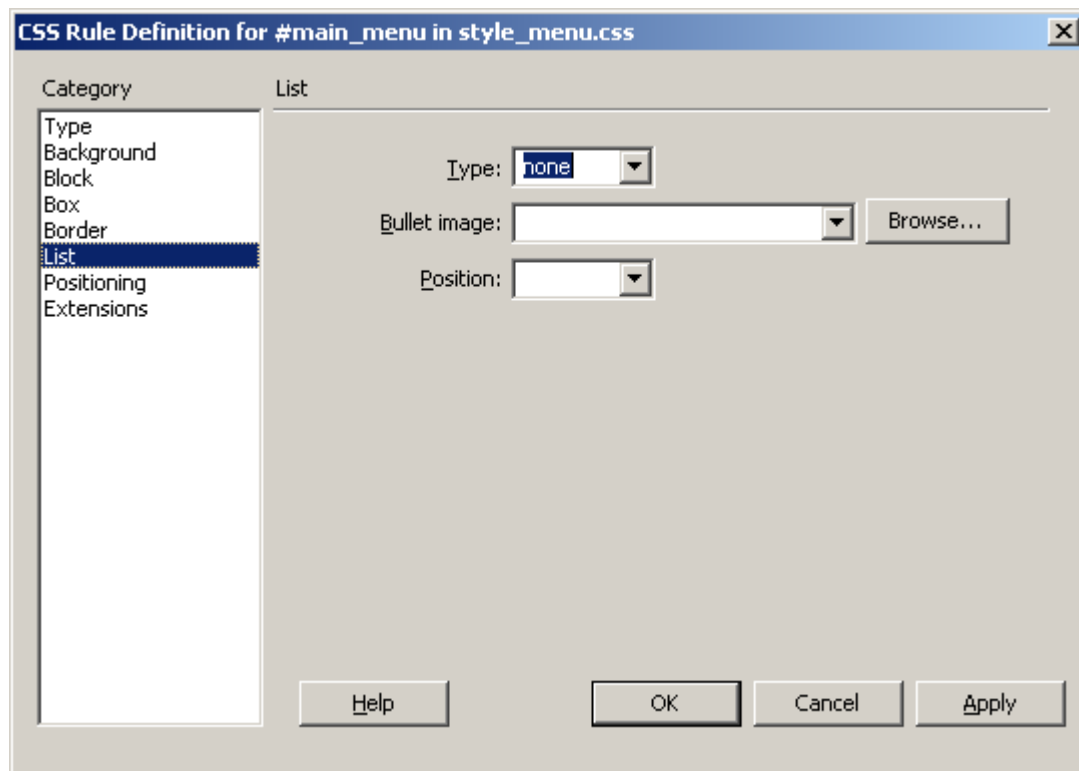 CSS Rule Definition for #main_menu in style_menu.css
Category
List
Type
Background
Block
Box
Border
List
Positioning
Extensions
Type: none
Bullet image: Browse...
Position:
Help OK Cancel Apply